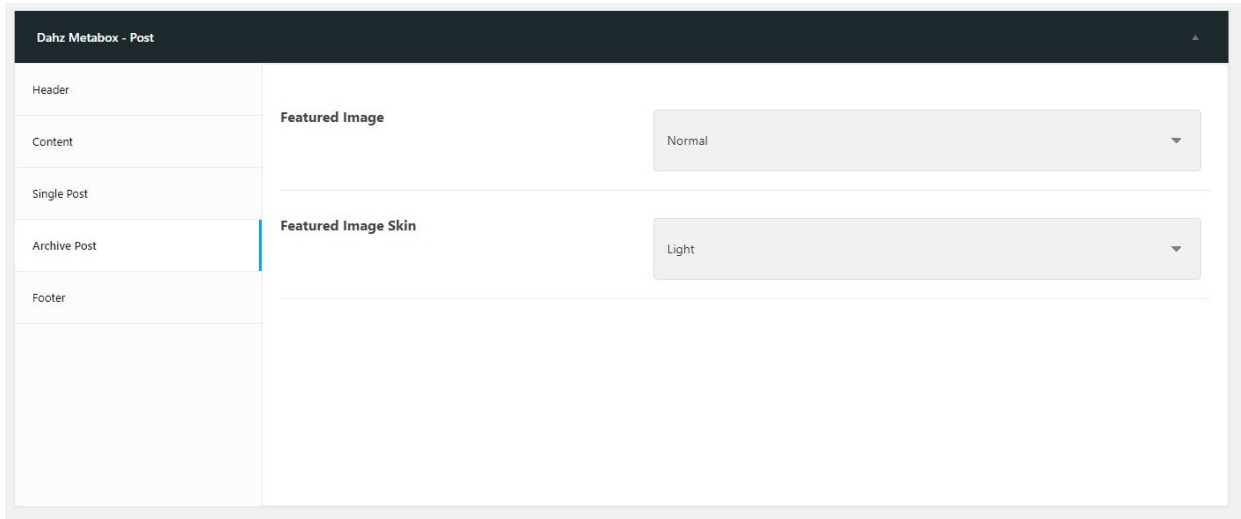 Dahz Metabox - Post
Header
Content
Single Post
Archive Post
Footer
Featured Image
Normal
Featured Image Skin
Light